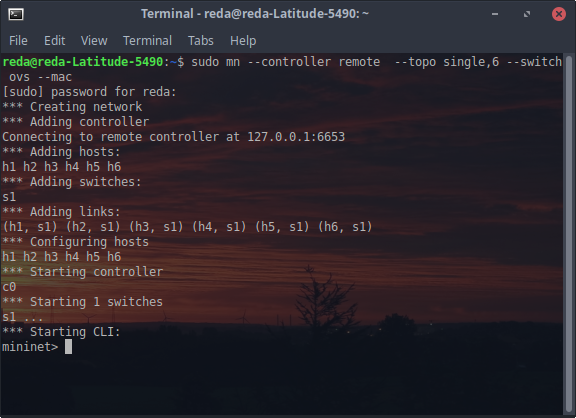 Terminal - reda@reda-Latitude-5490: ~
File Edit View Terminal Tabs Help
reda@reda-Latitude-5490:~$ sudo mn --controller remote  --topo single,6 --switch
 ovs --mac
[sudo] password for reda:
*** Creating network
*** Adding controller
Connecting to remote controller at 127.0.0.1:6653
*** Adding hosts:
h1 h2 h3 h4 h5 h6
*** Adding switches:
s1
*** Adding links:
(h1, s1) (h2, s1) (h3, s1) (h4, s1) (h5, s1) (h6, s1)
*** Configuring hosts
h1 h2 h3 h4 h5 h6
*** Starting controller
c0
*** Starting 1 switches
s1 ...
*** Starting CLI:
mininet>